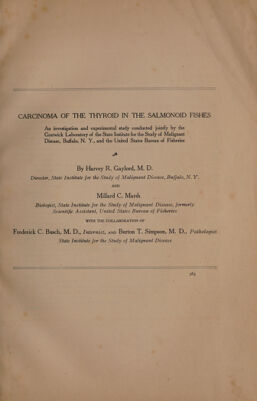 CARCINOMA OF THE THYROID IN THE SALMONOID FISHES
An investigation and experimental study conducted jointly by the
Gratwick Laboratory of the State Institute for the Study of Malignant
Disease, Buffalo, N. Y., and the United States Bureau of Fisheries
By Harvey R. Gaylord, M. D.
Director, State Institute for the Study of Malignant Disease, Buffalo, N. Y.
AND
Millard C. Marsh
Biologist, State Institute for the Study of Malignant Disease, formerly
Scientific Assistant, United States Bureau of Fisheries
WITH THE COLLABORATION OF
Frederick C. Busch, M. D., Internist, AND Burton T. Simpson, M. D., Pathologist
State Institute for the Study of Malignant Disease
363